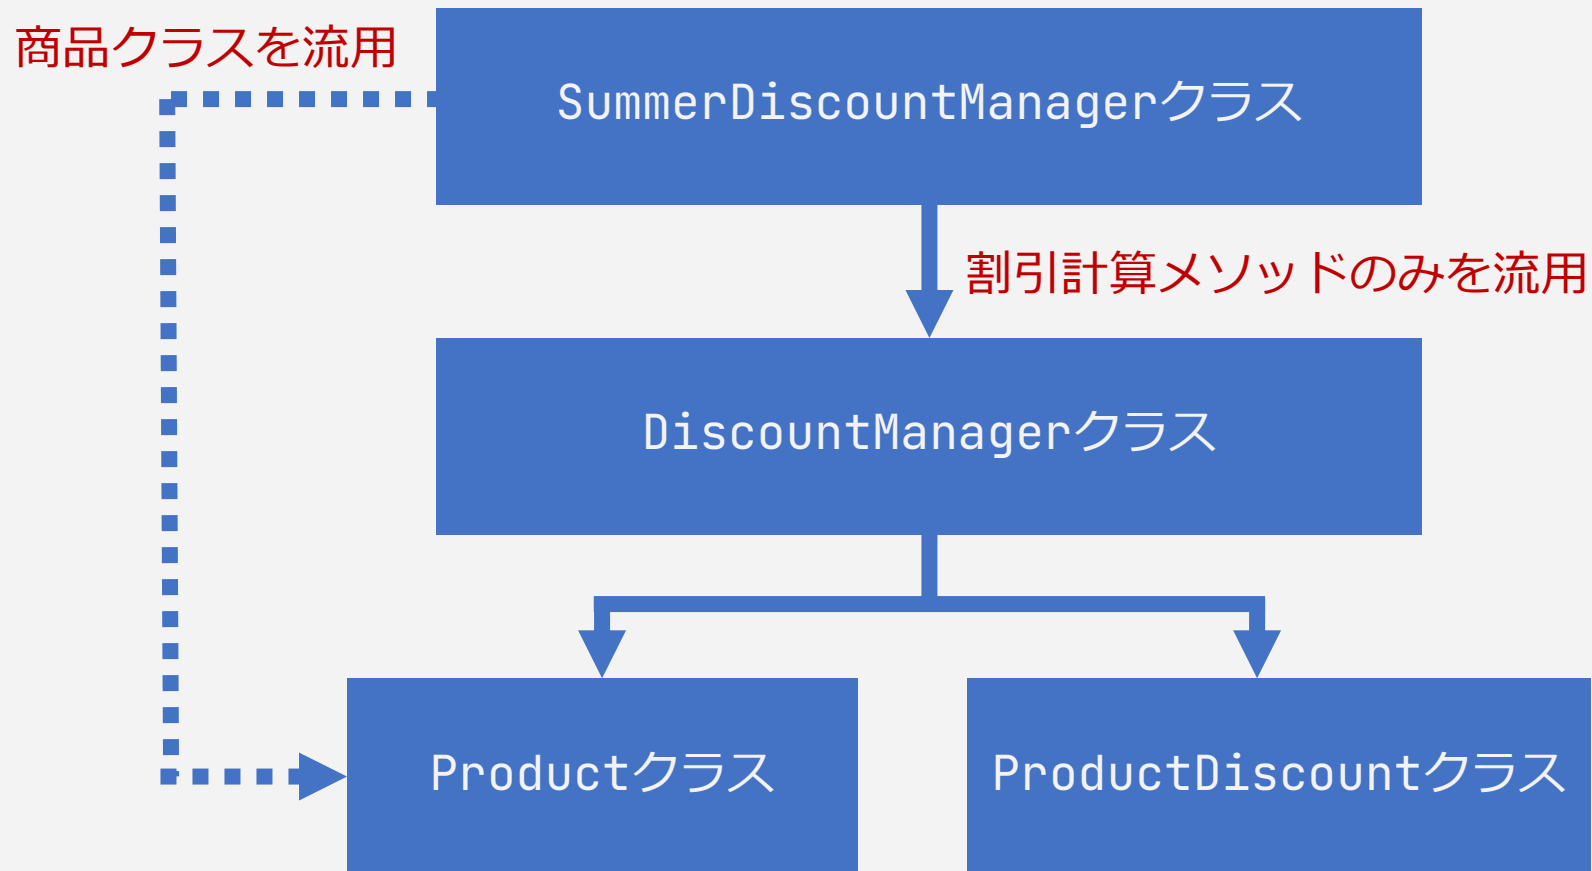 商品クラスを流用
SummerDiscountManagerクラス
割引計算メソッドのみを流用
DiscountManagerクラス
Productクラス
ProductDiscountクラス